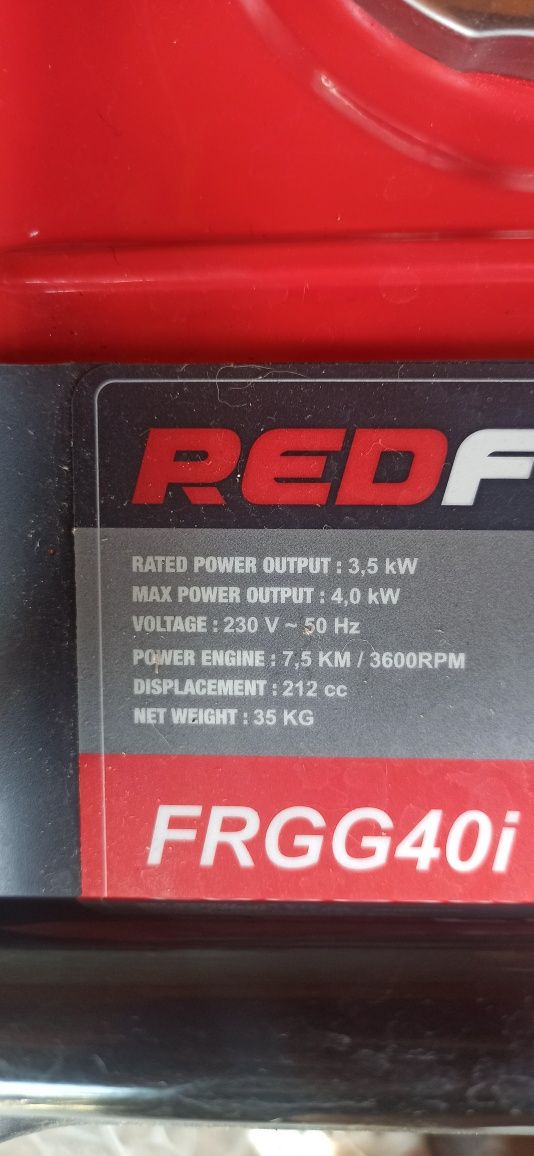 REDF
RATED POWER OUTPUT : 3,5 kW
MAX POWER OUTPUT : 4,0 kW
VOLTAGE : 230 V ~ 50 Hz
POWER ENGINE : 7,5 KM / 3600RPM
DISPLACEMENT : 212 cc
NET WEIGHT : 35 KG
FRGG40i